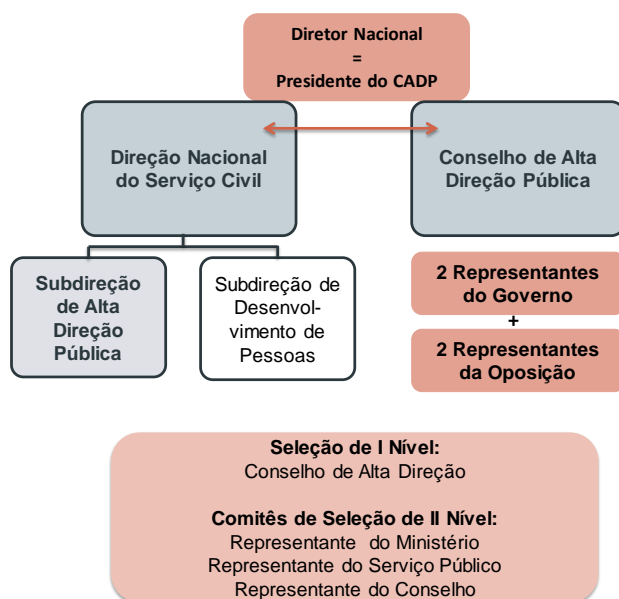 Diretor Nacional
=
Presidente do CADP
Direção Nacional
do Serviço Civil
Conselho de Alta
Direção Pública
Subdireção
de Alta
Direção
Pública
Subdireção de
Desenvol-
vimento de
Pessoas
2 Representantes
do Governo
+
2 Representantes
da Oposição
Seleção de I Nível:
Conselho de Alta Direção
Comitês de Seleção de II Nível:
Representante do Ministério
Representante do Serviço Público
Representante do Conselho